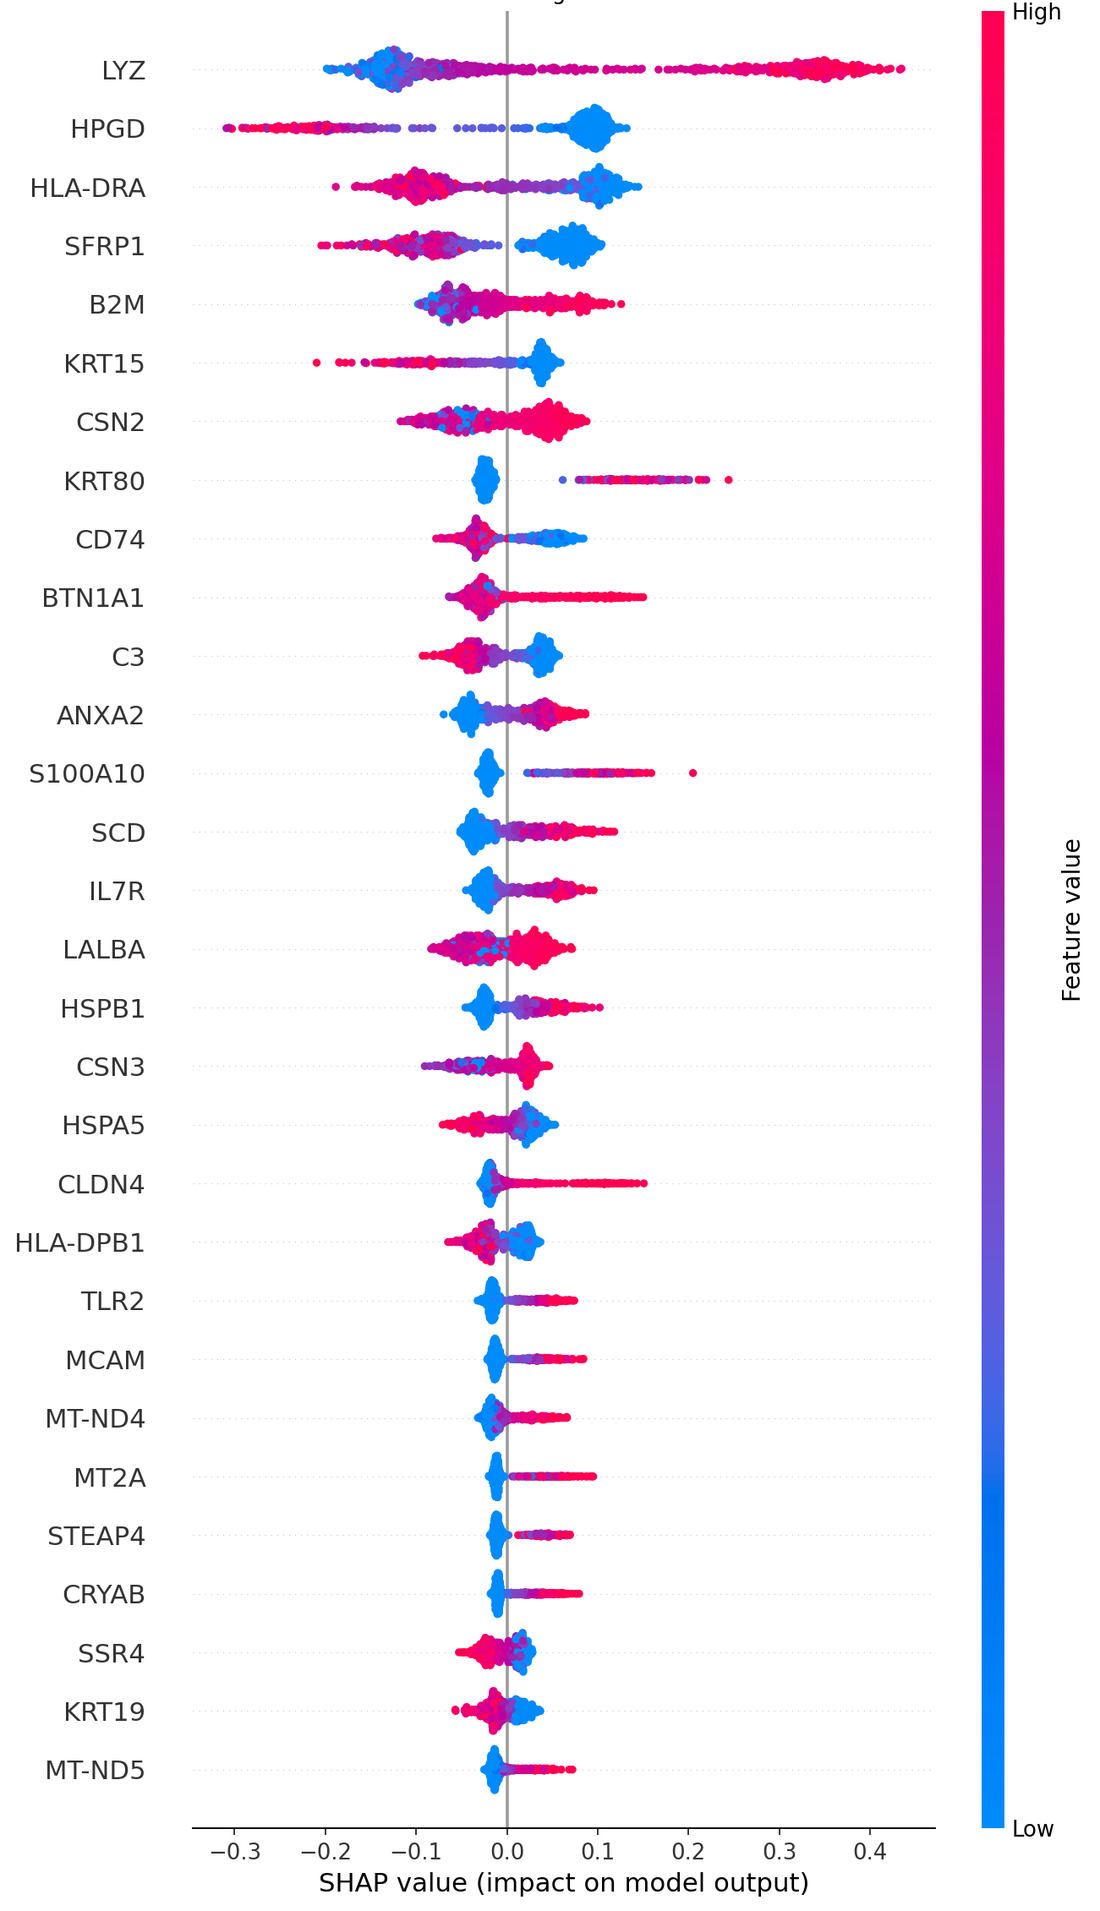 High
LYZ
HPGD
HLA-DRA
SFRP1
B2M
KRT15
CSN2
KRT80
CD74
BTN1A1
C3
ANXA2
S100A10
SCD
IL7R
LALBA
HSPB1
CSN3
HSPA5
CLDN4
HLA-DPB1
TLR2
MCAM
MT-ND4
MT2A
STEAP4
CRYAB
SSR4
KRT19
MT-ND5
Feature value
Low
−0.3 −0.2 −0.1 0.0 0.1 0.2 0.3 0.4
SHAP value (impact on model output)